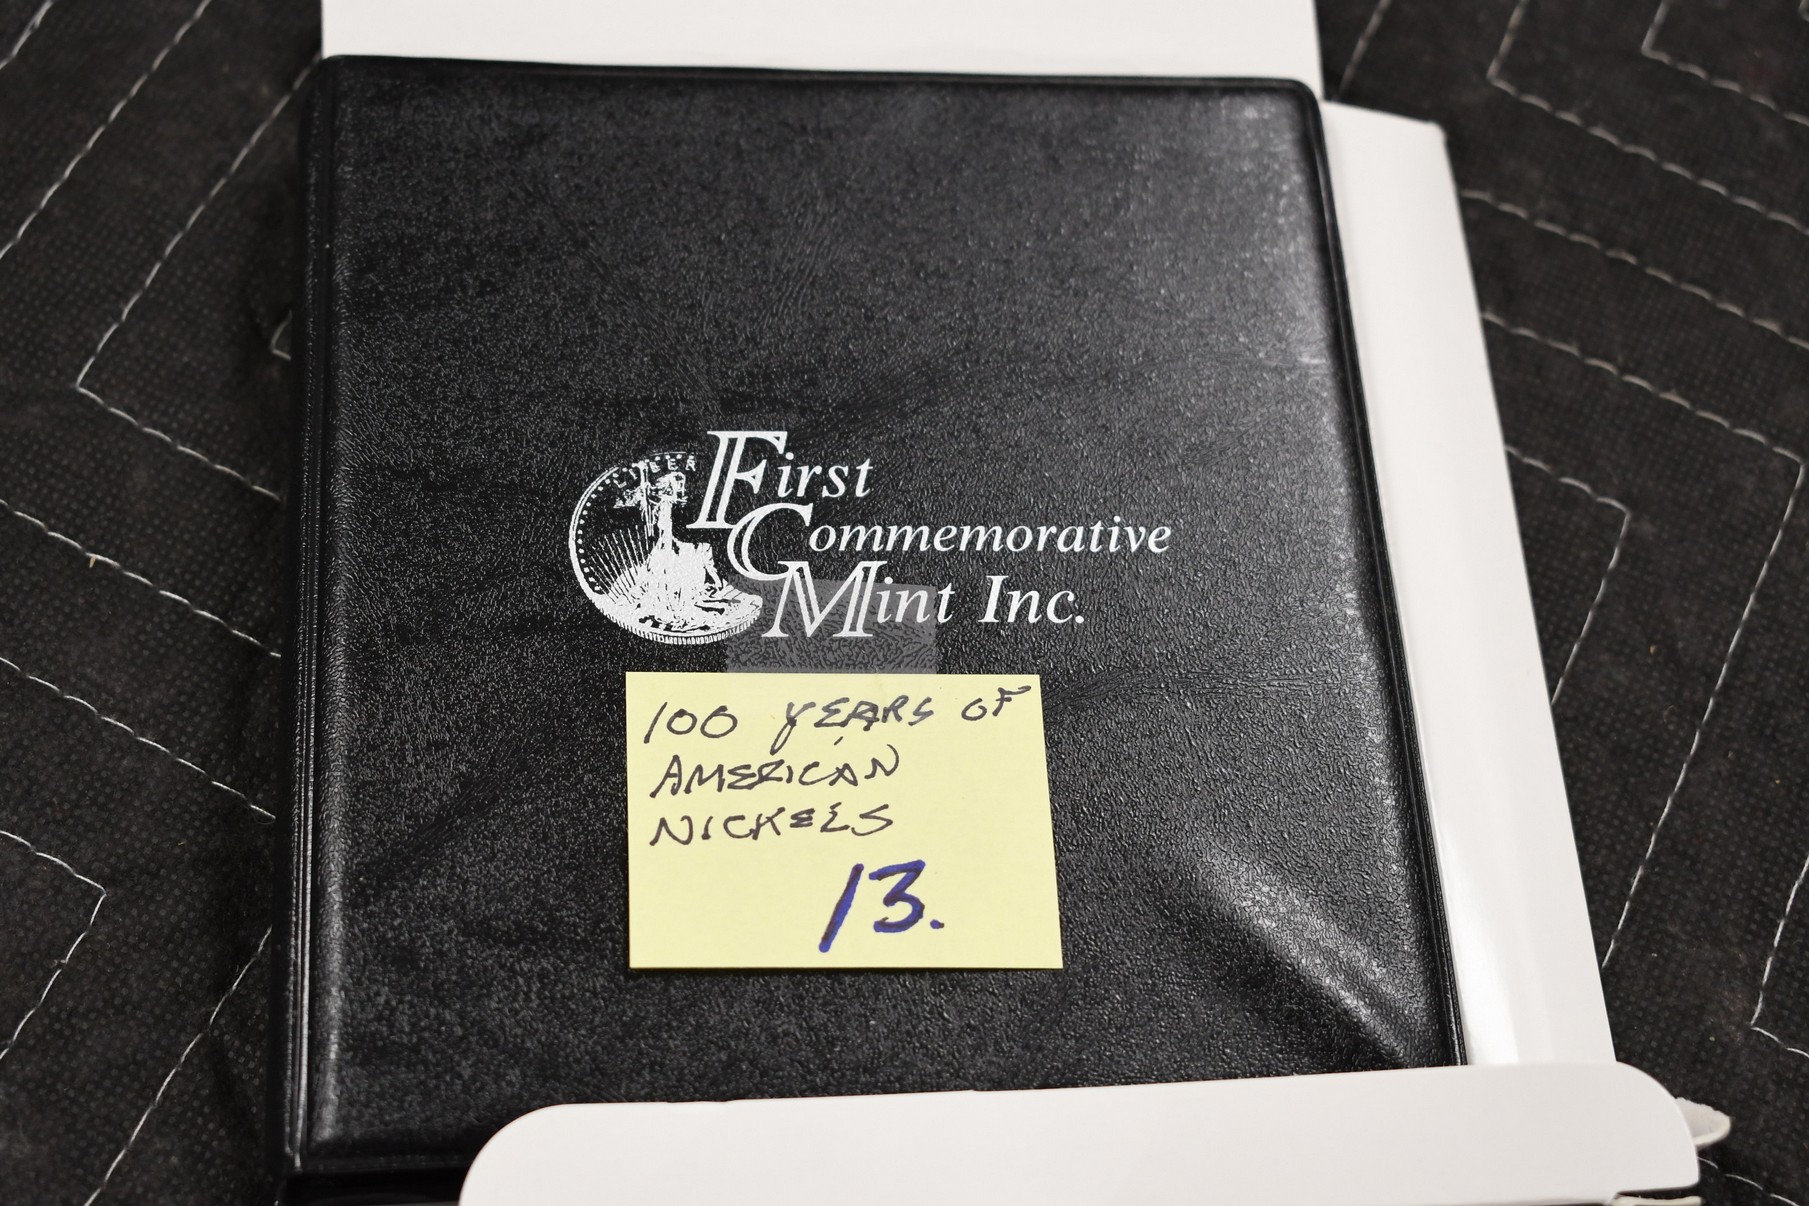 LIBER
First
Commemorative
Mint Inc.
100 YEARS OF
AMERICAN
NICKELS
13.